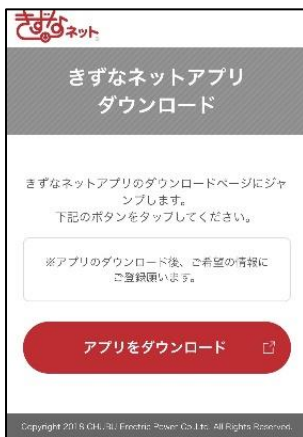 きずなネット
きずなネットアプリ
ダウンロード
きずなネットアプリのダウンロードページにジャ
ンプします。
下記のボタンをタップしてください。
※アプリのダウンロード後、ご希望の情報に
ご登録願います。
アプリをダウンロード
Copyright 2018 CHUBU Electric Power Co.,Inc. All Rights Reserved.